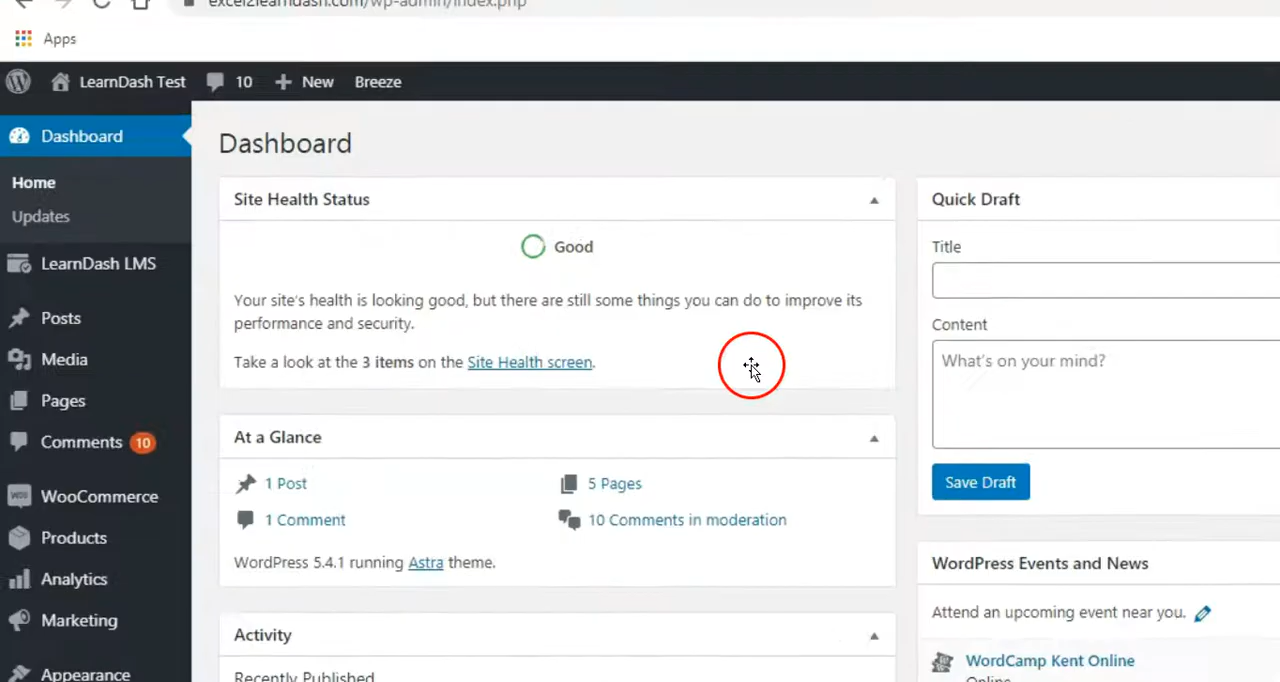 excel2learndash.com/wp-admin/index.php
Apps
LearnDash Test 10 New Breeze
Dashboard
Home
Updates
LearnDash LMS
Posts
Media
Pages
Comments 10
WooCommerce
Products
Analytics
Marketing
Appearance
Dashboard
Site Health Status
Good
Your site's health is looking good, but there are still some things you can do to improve its
performance and security.
Take a look at the 3 items on the Site Health screen.
At a Glance
1 Post
5 Pages
1 Comment
10 Comments in moderation
WordPress 5.4.1 running Astra theme.
Activity
Recently Published
Quick Draft
Title
Content
What's on your mind?
Save Draft
WordPress Events and News
Attend an upcoming event near you.
WordCamp Kent Online
Online